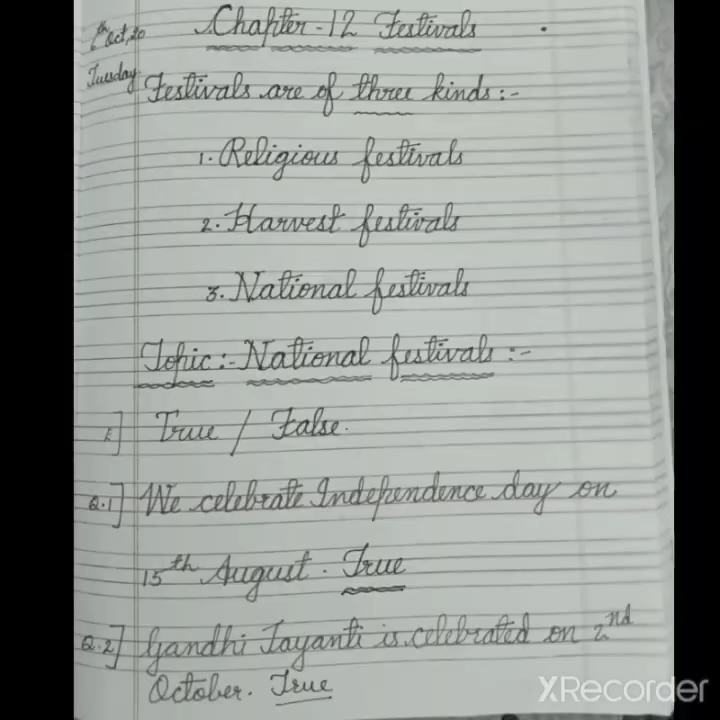 Chapter-12 Festivals
Oct, 20
Tuesday
Festivals are of three kinds:-
1. Religious festivals
2. Harvest festivals
3. National festivals
Topic:- National festivals :-
True / False.
Q.1] We celebrate Independence day on
15th August. True
Q.2] Gandhi Jayanti is celebrated on 2nd
October. True
XRecorder